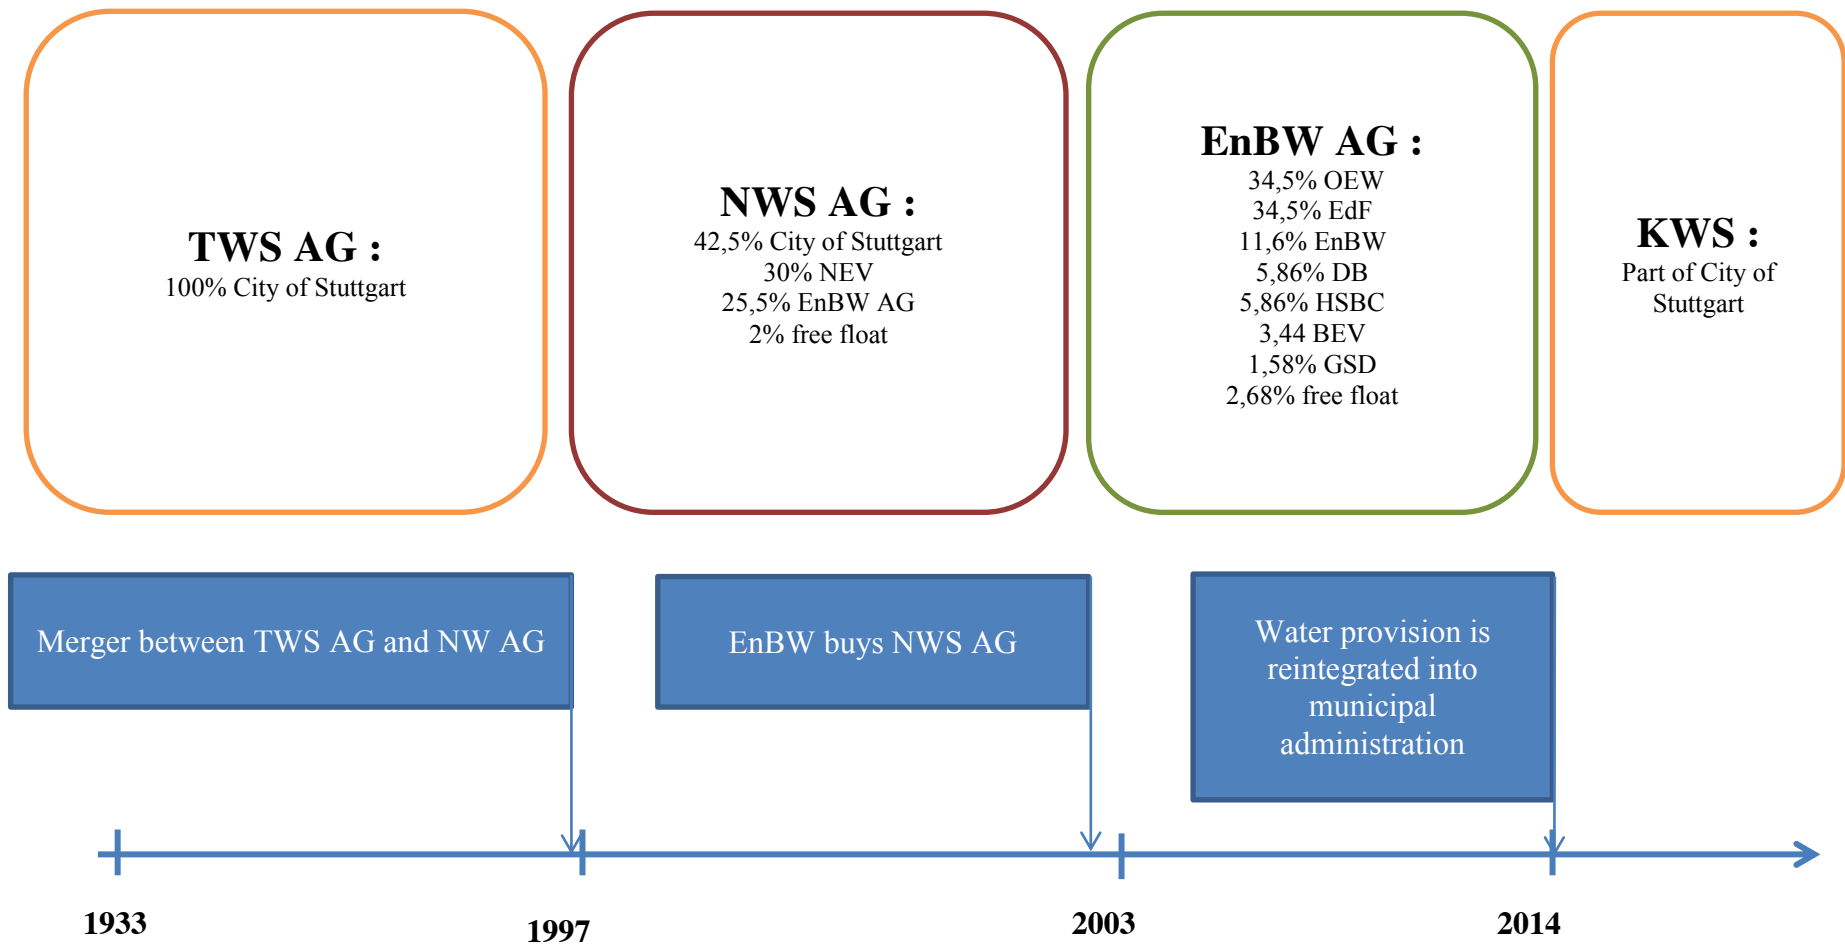 TWS AG :
100% City of Stuttgart
NWS AG :
42,5% City of Stuttgart
30% NEV
25,5% EnBW AG
2% free float
EnBW AG :
34,5% OEW
34,5% EdF
11,6% EnBW
5,86% DB
5,86% HSBC
3,44 BEV
1,58% GSD
2,68% free float
KWS :
Part of City of
Stuttgart
Merger between TWS AG and NW AG
EnBW buys NWS AG
Water provision is
reintegrated into
municipal
administration
1933
1997
2003
2014